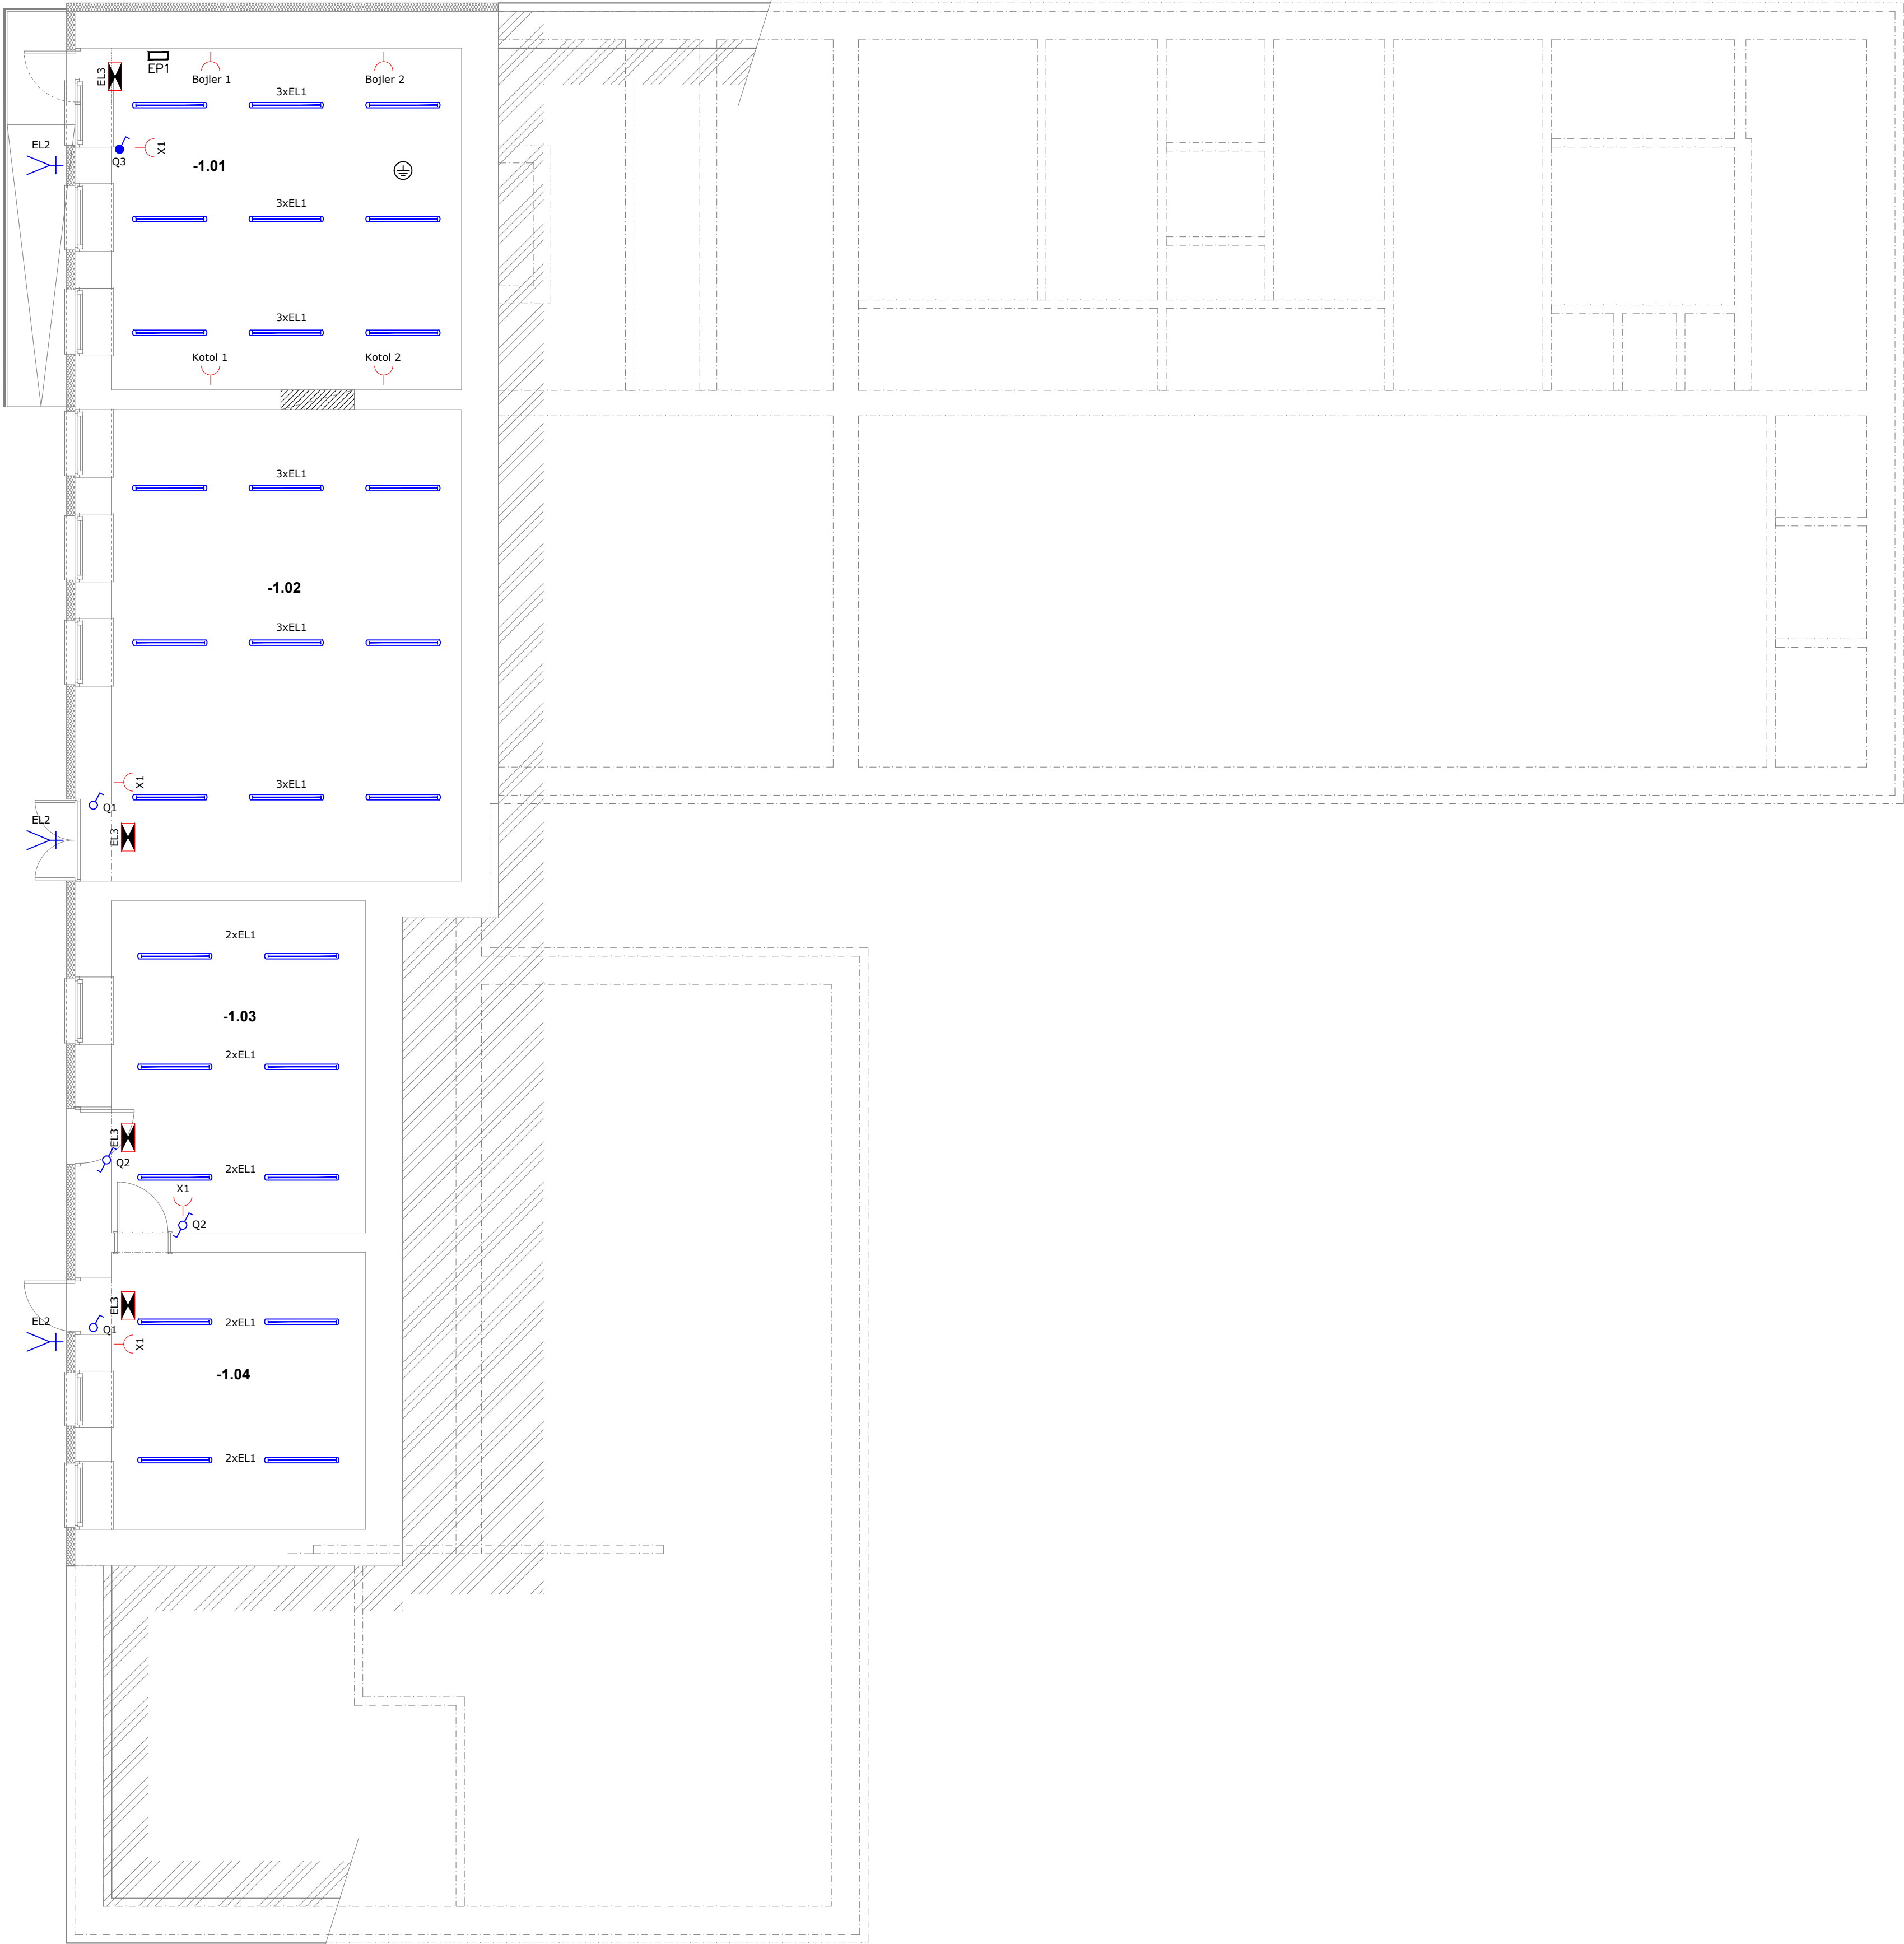 EL3
EP1
Bojler 1
Bojler 2
3xEL1
EL2
Q3
X1
-1.01
3xEL1
3xEL1
Kotol 1
Kotol 2
3xEL1
-1.02
3xEL1
X1
3xEL1
Q1
EL2
EL3
2xEL1
-1.03
2xEL1
EL3
Q2
2xEL1
X1
Q2
EL3
EL2
Q1
2xEL1
X1
-1.04
2xEL1